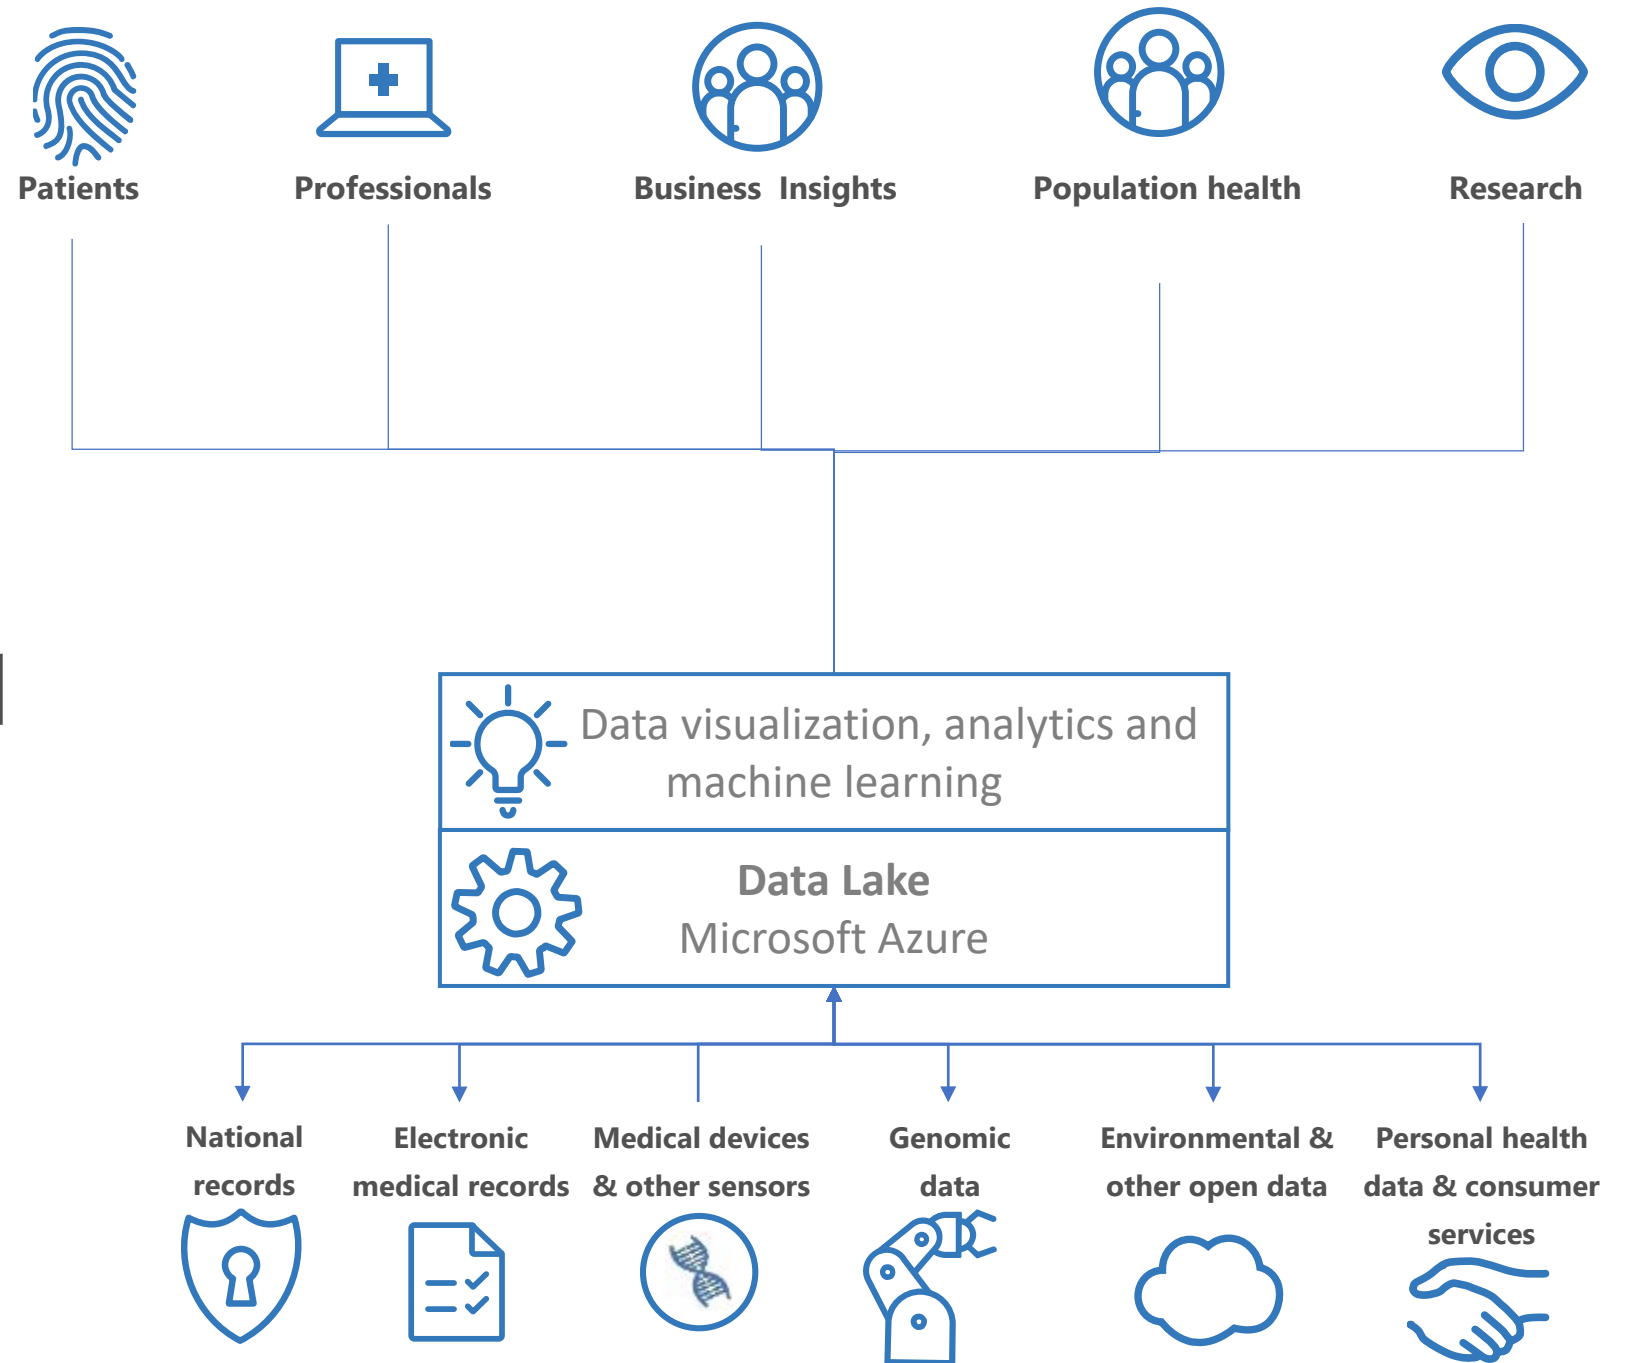 Patients
Professionals
Business Insights
Population health
Research
Data visualization, analytics and
machine learning
Data Lake
Microsoft Azure
National
records
Electronic
medical records
Medical devices
& other sensors
Genomic
data
Environmental &
other open data
Personal health
data & consumer
services